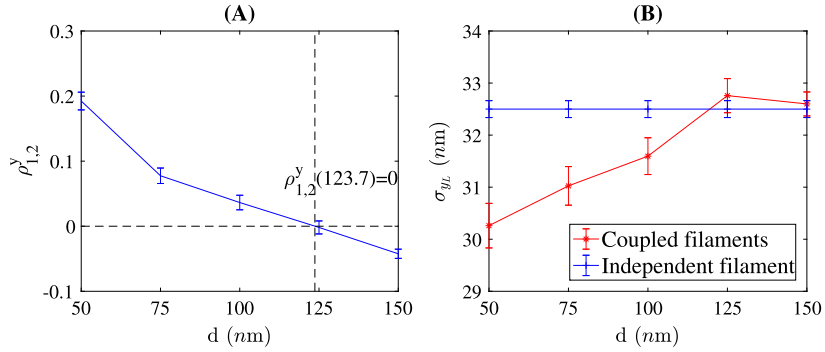 (A)
0.3
0.2
0.1
0
-0.1
ρ^y_{1,2}
ρ^y_{1,2}(123.7)=0
50 75 100 125 150
d (nm)
(B)
34
33
32
31
30
29
σ_{y_L} (nm)
Coupled filaments
Independent filament
50 75 100 125 150
d (nm)